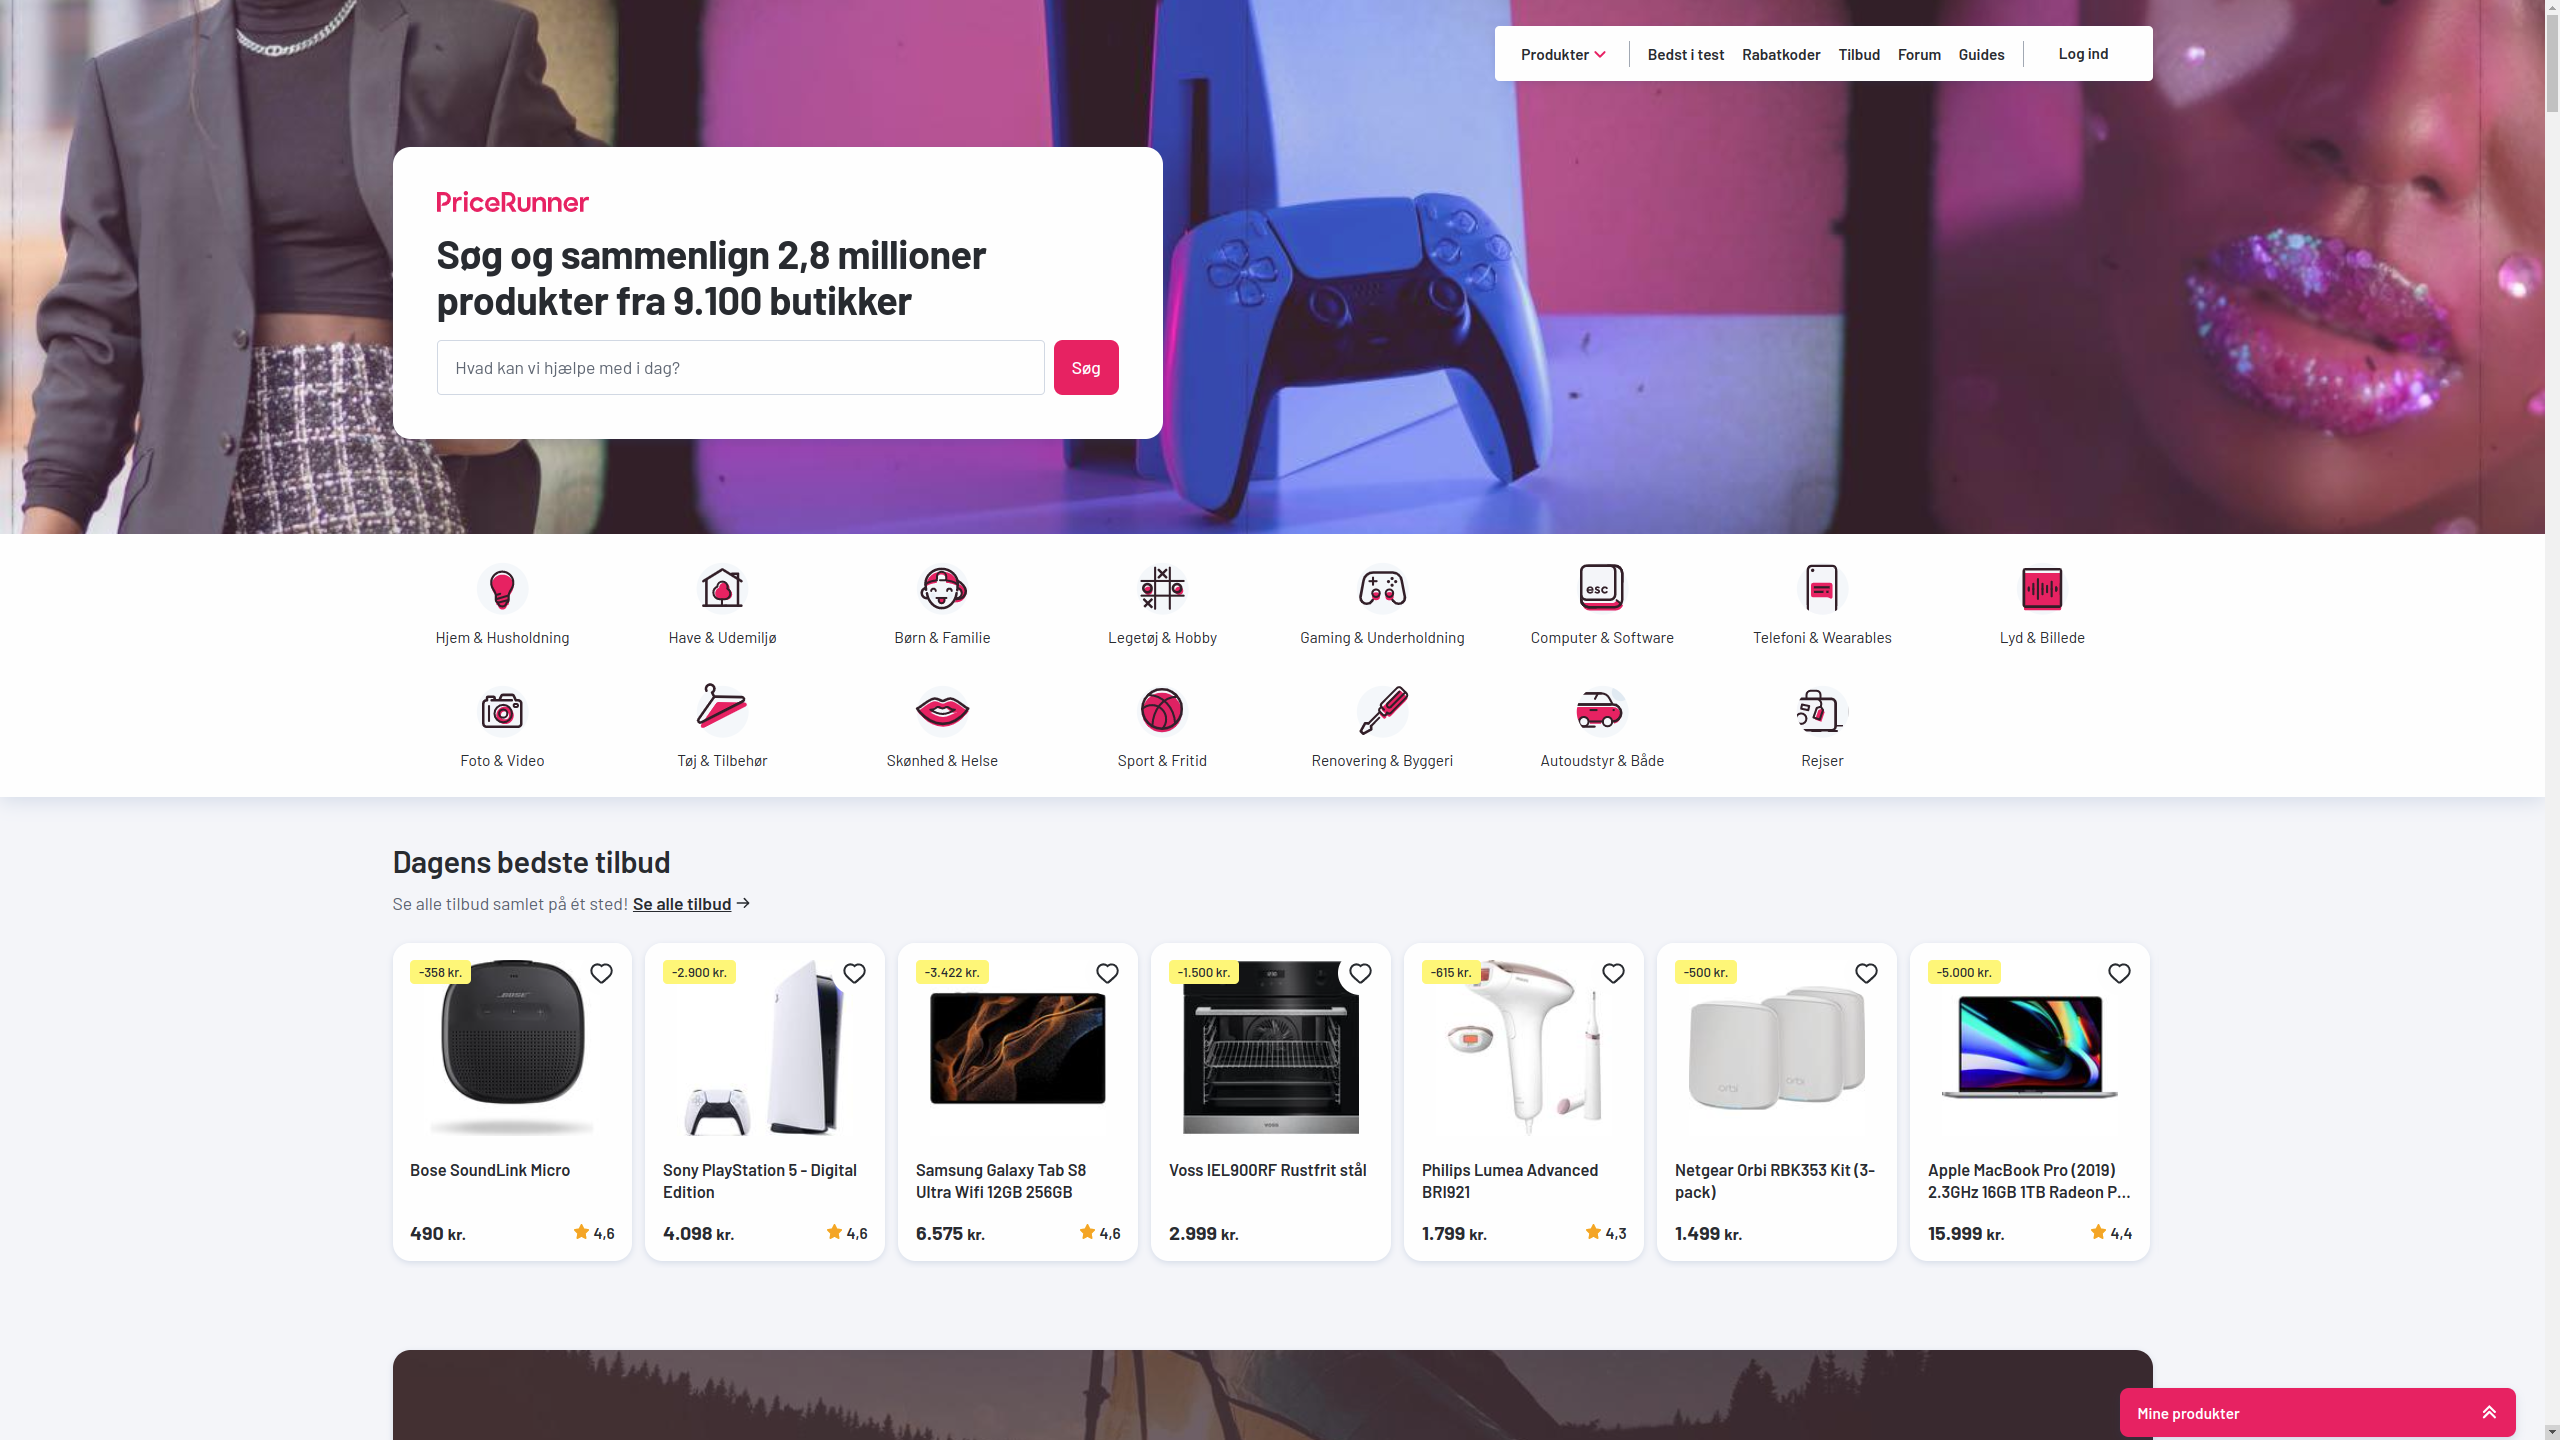 Produkter
Bedst i test
Rabatkoder
Tilbud
Forum
Guides
Log ind
PriceRunner
Søg og sammenlign 2,8 millioner
produkter fra 9.100 butikker
Hvad kan vi hjælpe med i dag?
Søg
esc
Hjem & Husholdning
Have & Udemiljø
Børn & Familie
Legetøj & Hobby
Gaming & Underholdning
Computer & Software
Telefoni & Wearables
Lyd & Billede
Foto & Video
Tøj & Tilbehør
Skønhed & Helse
Sport & Fritid
Renovering & Byggeri
Autoudstyr & Både
Rejser
Dagens bedste tilbud
Se alle tilbud samlet på ét sted! Se alle tilbud
-358 kr.
BOSE
Bose SoundLink Micro
490 kr.
4,6
-2.900 kr.
Sony PlayStation 5 - Digital
Edition
4.098 kr.
4,6
-3.422 kr.
Samsung Galaxy Tab S8
Ultra Wifi 12GB 256GB
6.575 kr.
4,6
-1.500 kr.
VOSS
Voss IEL900RF Rustfrit stål
2.999 kr.
-615 kr.
Philips Lumea Advanced
BRI921
1.799 kr.
4,3
-500 kr.
orbi
orbi
Netgear Orbi RBK353 Kit (3-
pack)
1.499 kr.
-5.000 kr.
Apple MacBook Pro (2019)
2.3GHz 16GB 1TB Radeon P...
15.999 kr.
4,4
Mine produkter